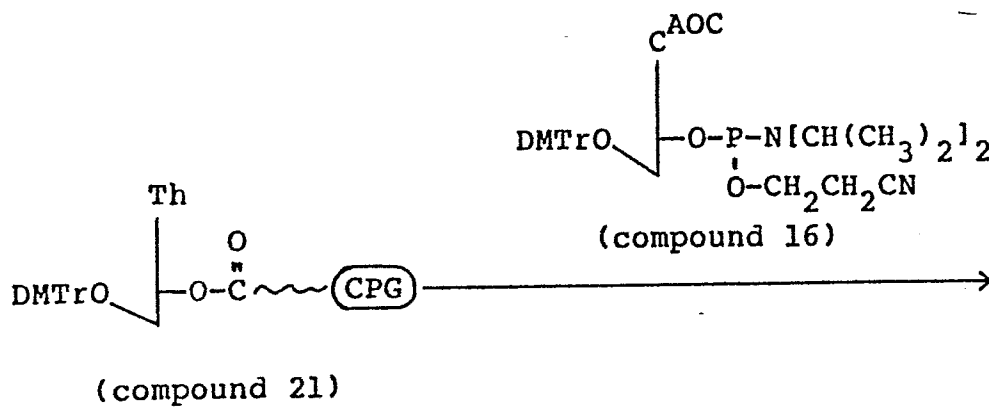 C^AOC
DMTrO -O-P-N[CH(CH3)2]2
O-CH2CH2CN
(compound 16)
Th
O
DMTrO -O-C CPG
(compound 21)